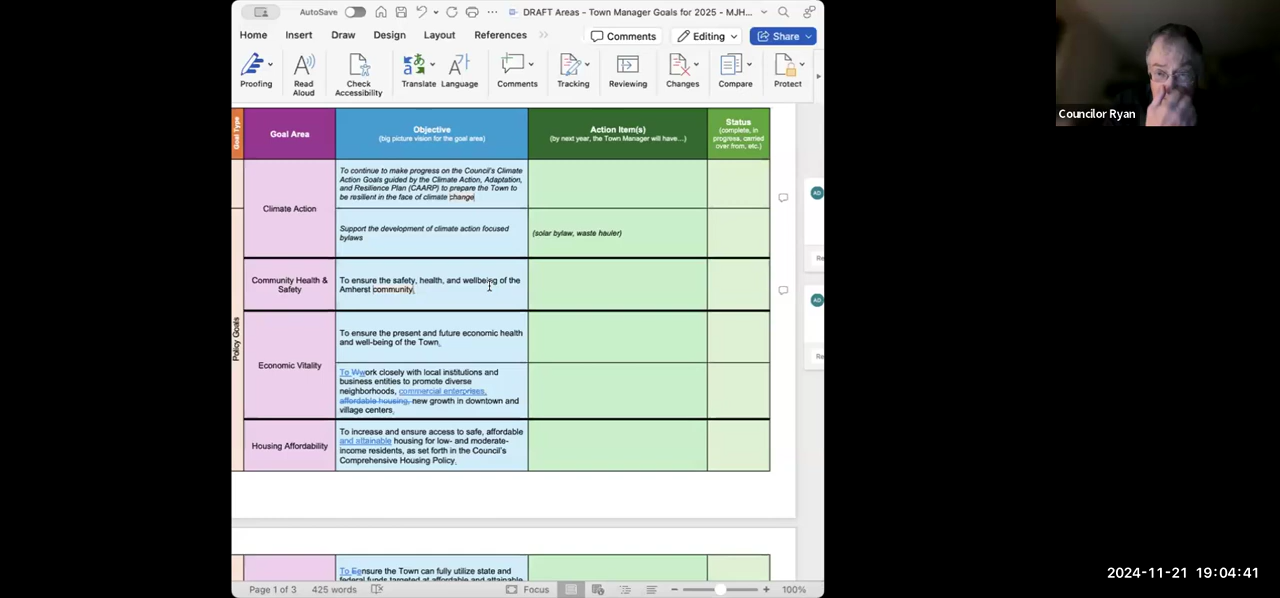 AutoSave
DRAFT Areas - Town Manager Goals for 2025 - MJH...
Home Insert Draw Design Layout References
Comments Editing Share
Proofing
Read
Aloud
Check
Accessibility
Translate
Language
Comments
Tracking
Reviewing
Changes
Compare
Protect
Goal Type
Goal Area
Objective
(big picture vision for the goal area)
Action Item(s)
(by next year, the Town Manager will have...)
Status
(complete, in
progress, carried
over from, etc.)
Policy Goals
Climate Action
To continue to make progress on the Council's Climate
Action Goals guided by the Climate Action, Adaptation,
and Resilience Plan (CAARP) to prepare the Town to
be resilient in the face of climate change
Support the development of climate action focused
bylaws
(solar bylaw, waste hauler)
Community Health &
Safety
To ensure the safety, health, and wellbeing of the
Amherst community.
Economic Vitality
To ensure the present and future economic health
and well-being of the Town.
To Wwork closely with local institutions and
business entities to promote diverse
neighborhoods, commercial enterprises,
affordable housing, new growth in downtown and
village centers.
Housing Affordability
To increase and ensure access to safe, affordable
and attainable housing for low- and moderate-
income residents, as set forth in the Council's
Comprehensive Housing Policy.
To Eensure the Town can fully utilize state and
federal funds targeted at affordable and attainable
AD
Re
AD
Re
Page 1 of 3 425 words Focus 100%
Councilor Ryan
2024-11-21 19:04:41